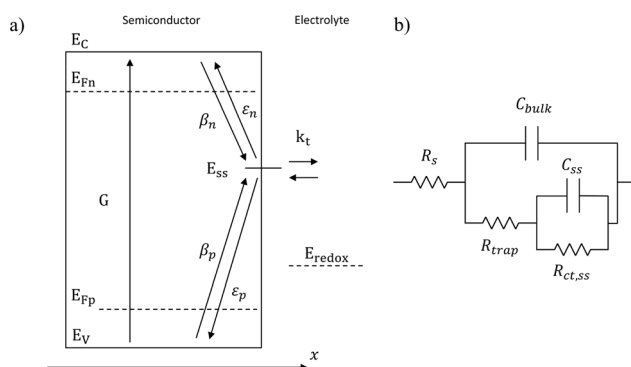 a)
Semiconductor
Electrolyte
b)
E_C
E_Fn
β_n
ε_n
k_t
E_ss
G
β_p
ε_p
E_redox
E_Fp
E_V
x
C_bulk
R_s
C_ss
R_trap
R_ct,ss